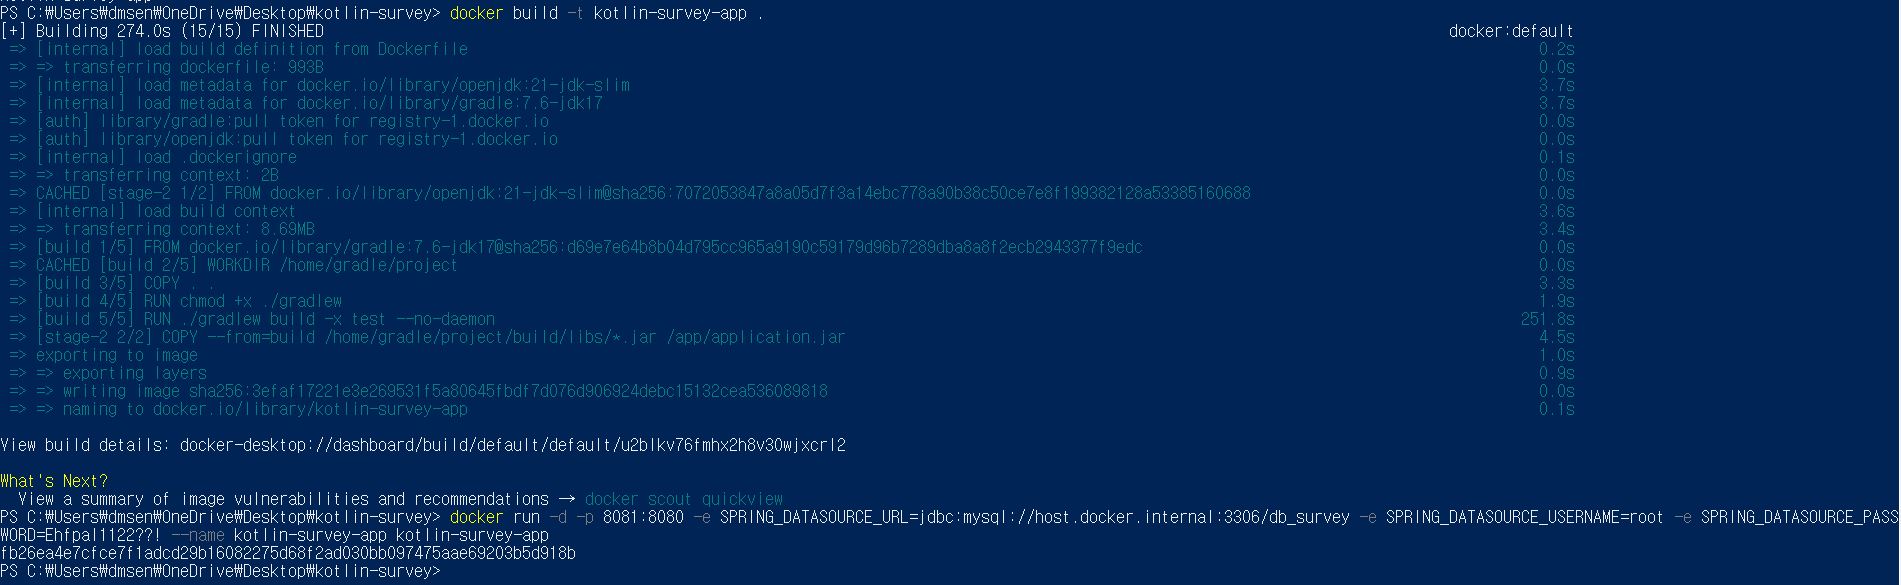 PS C:₩Users₩dmsen₩OneDrive₩Desktop₩kotlin-survey> docker build -t kotlin-survey-app .
[+] Building 274.0s (15/15) FINISHED docker:default
=> [internal] load build definition from Dockerfile 0.2s
=> => transferring dockerfile: 993B 0.0s
=> [internal] load metadata for docker.io/library/openjdk:21-jdk-slim 3.7s
=> [internal] load metadata for docker.io/library/gradle:7.6-jdk17 3.7s
=> [auth] library/gradle:pull token for registry-1.docker.io 0.0s
=> [auth] library/openjdk:pull token for registry-1.docker.io 0.0s
=> [internal] load .dockerignore 0.1s
=> => transferring context: 2B 0.0s
=> CACHED [stage-2 1/2] FROM docker.io/library/openjdk:21-jdk-slim@sha256:7072053847a8a05d7f3a14ebc778a90b38c50ce7e8f199382128a53385160688 0.0s
=> [internal] load build context 3.6s
=> => transferring context: 8.69MB 3.4s
=> [build 1/5] FROM docker.io/library/gradle:7.6-jdk17@sha256:d69e7e64b8b04d795cc965a9190c59179d96b7289dba8a8f2ecb2943377f9edc 0.0s
=> CACHED [build 2/5] WORKDIR /home/gradle/project 0.0s
=> [build 3/5] COPY . . 3.3s
=> [build 4/5] RUN chmod +x ./gradlew 1.9s
=> [build 5/5] RUN ./gradlew build -x test --no-daemon 251.8s
=> [stage-2 2/2] COPY --from=build /home/gradle/project/build/libs/*.jar /app/application.jar 4.5s
=> exporting to image 1.0s
=> => exporting layers 0.9s
=> => writing image sha256:3efaf17221e3e269531f5a80645fbdf7d076d906924debc15132cea536089818 0.0s
=> => naming to docker.io/library/kotlin-survey-app 0.1s
View build details: docker-desktop://dashboard/build/default/default/u2blkv76fmhx2h8v30wjxcrl2
What's Next?
View a summary of image vulnerabilities and recommendations → docker scout quickview
PS C:₩Users₩dmsen₩OneDrive₩Desktop₩kotlin-survey> docker run -d -p 8081:8080 -e SPRING_DATASOURCE_URL=jdbc:mysql://host.docker.internal:3306/db_survey -e SPRING_DATASOURCE_USERNAME=root -e SPRING_DATASOURCE_PASS
WORD=Ehfpal1122??! --name kotlin-survey-app kotlin-survey-app
fb26ea4e7cfce7f1adcd29b16082275d68f2ad030bb097475aae69203b5d918b
PS C:₩Users₩dmsen₩OneDrive₩Desktop₩kotlin-survey>